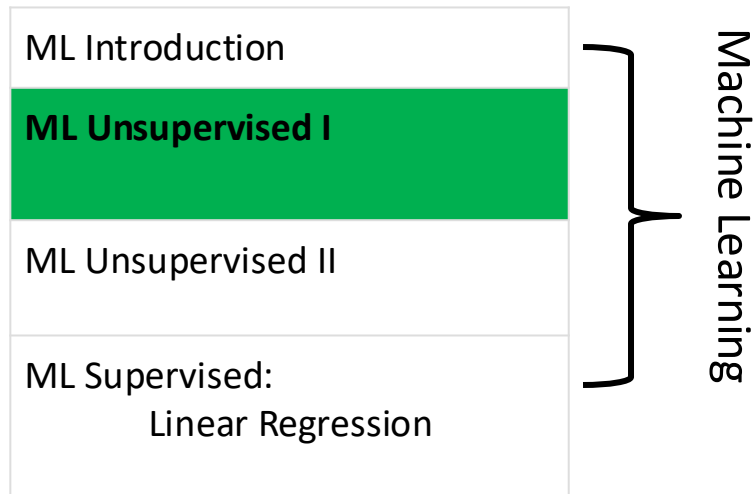 ML Introduction
ML Unsupervised I
ML Unsupervised II
ML Supervised:
Linear Regression
Machine Learning